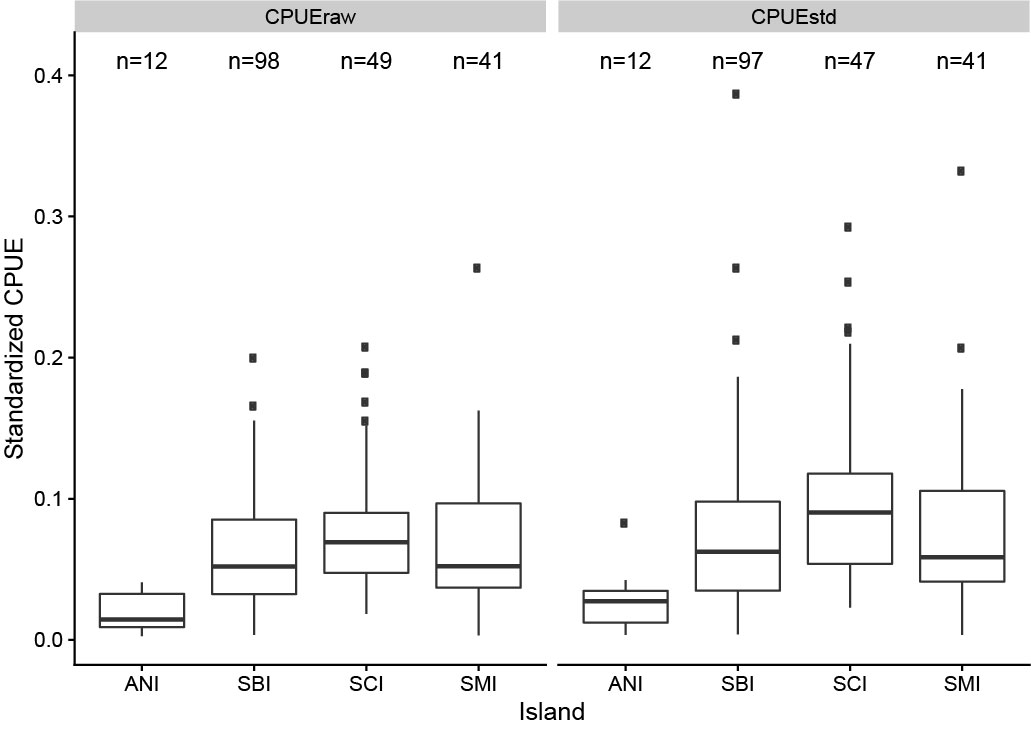 CPUEraw
CPUEstd
n=12 n=98 n=49 n=41
n=12 n=97 n=47 n=41
Standardized CPUE
0.4
0.3
0.2
0.1
0.0
ANI SBI SCI SMI
ANI SBI SCI SMI
Island